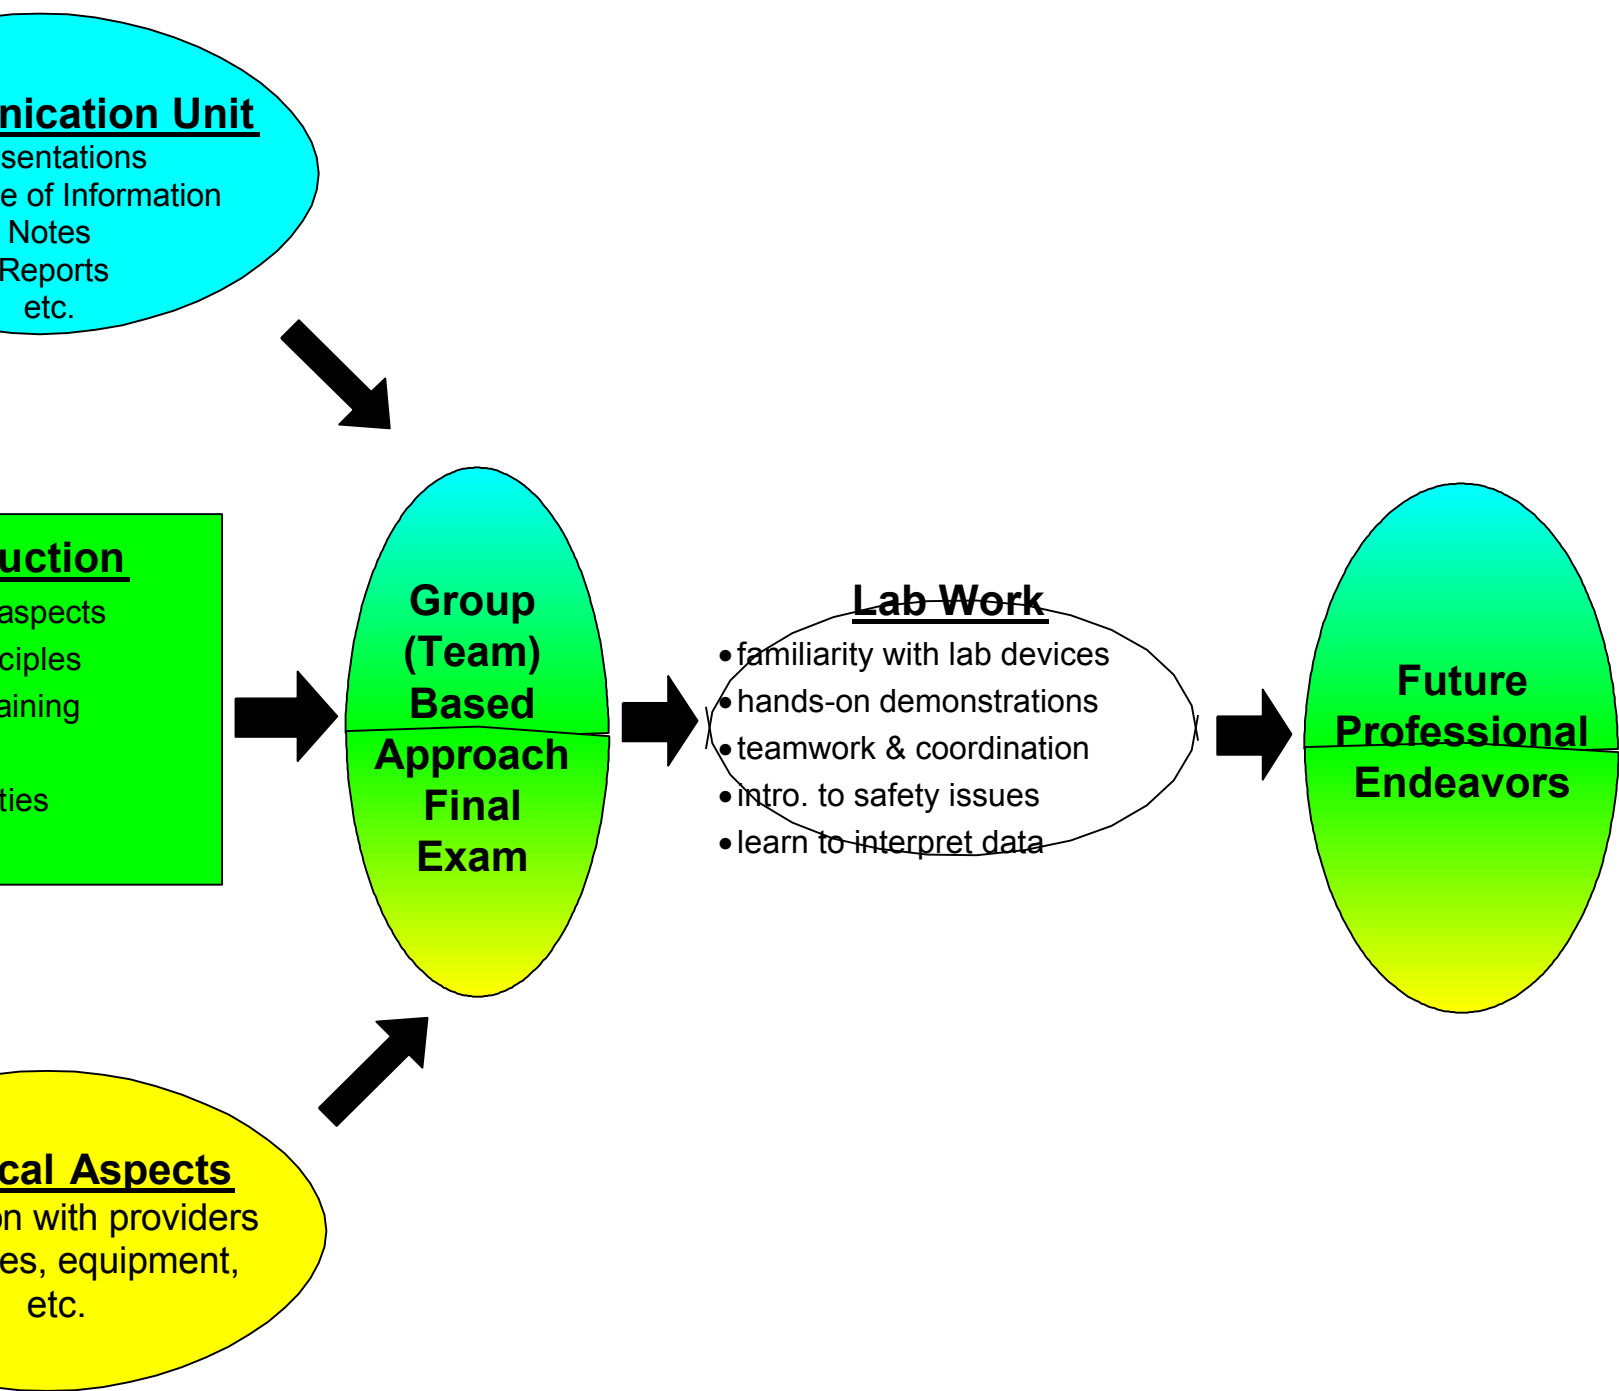 nication Unit
sentations
e of Information
Notes
Reports
etc.
uction
aspects
ciples
aining
ties
Group
(Team)
Based
Approach
Final
Exam
Lab Work
• familiarity with lab devices
• hands-on demonstrations
• teamwork & coordination
• intro. to safety issues
• learn to interpret data
Future
Professional
Endeavors
cal Aspects
on with providers
es, equipment,
etc.